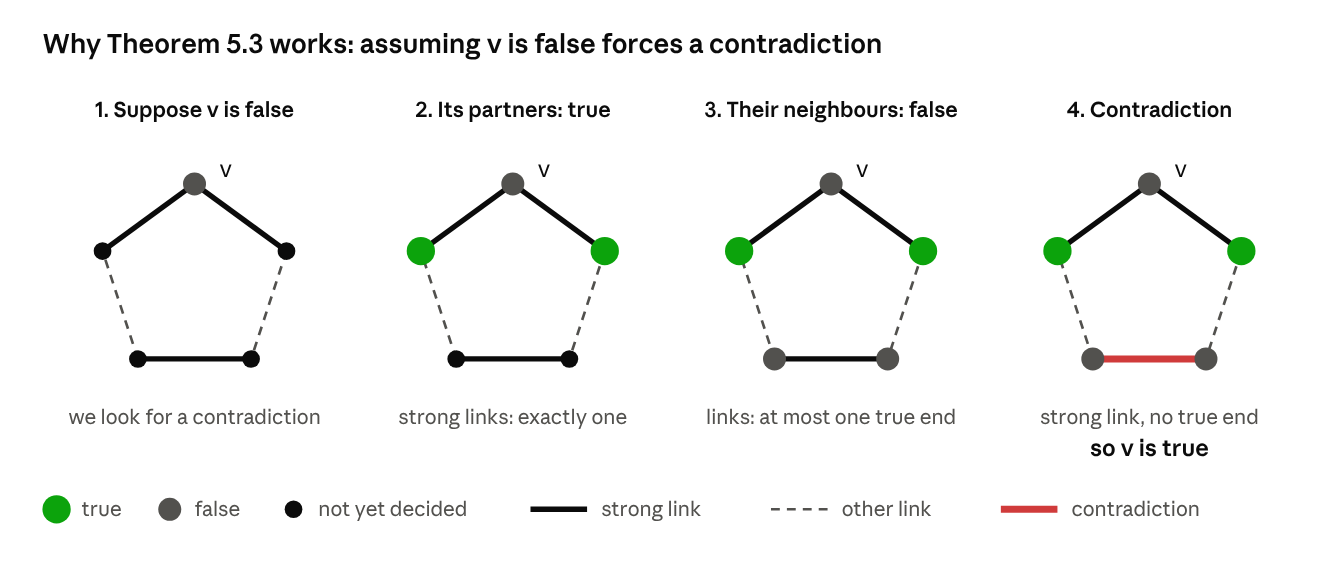 Why Theorem 5.3 works: assuming v is false forces a contradiction
1. Suppose v is false
2. Its partners: true
3. Their neighbours: false
4. Contradiction
v
v
v
v
we look for a contradiction
strong links: exactly one
links: at most one true end
strong link, no true end
so v is true
true
false
not yet decided
strong link
other link
contradiction